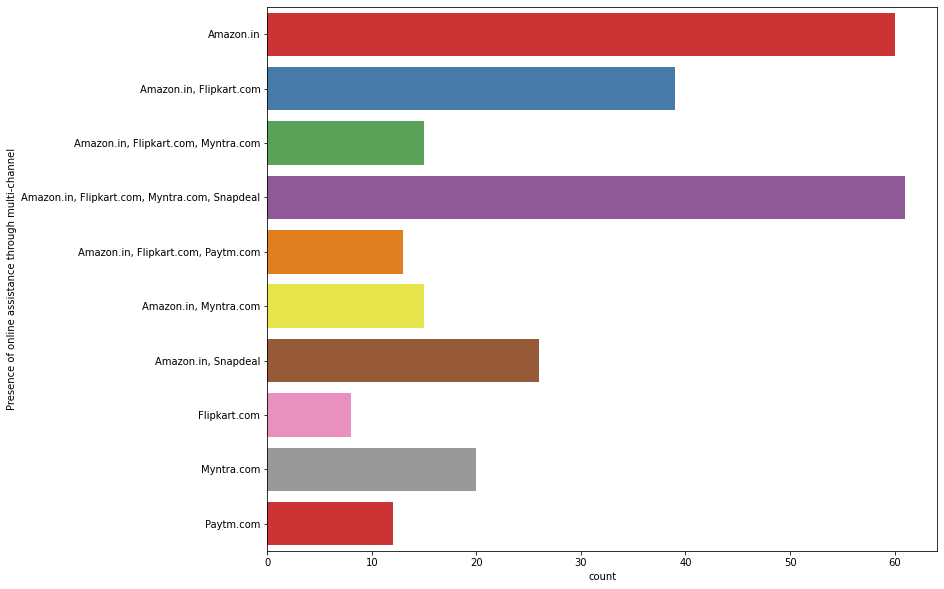 Presence of online assistance through multi-channel
Amazon.in
Amazon.in, Flipkart.com
Amazon.in, Flipkart.com, Myntra.com
Amazon.in, Flipkart.com, Myntra.com, Snapdeal
Amazon.in, Flipkart.com, Paytm.com
Amazon.in, Myntra.com
Amazon.in, Snapdeal
Flipkart.com
Myntra.com
Paytm.com
0 10 20 30 40 50 60
count